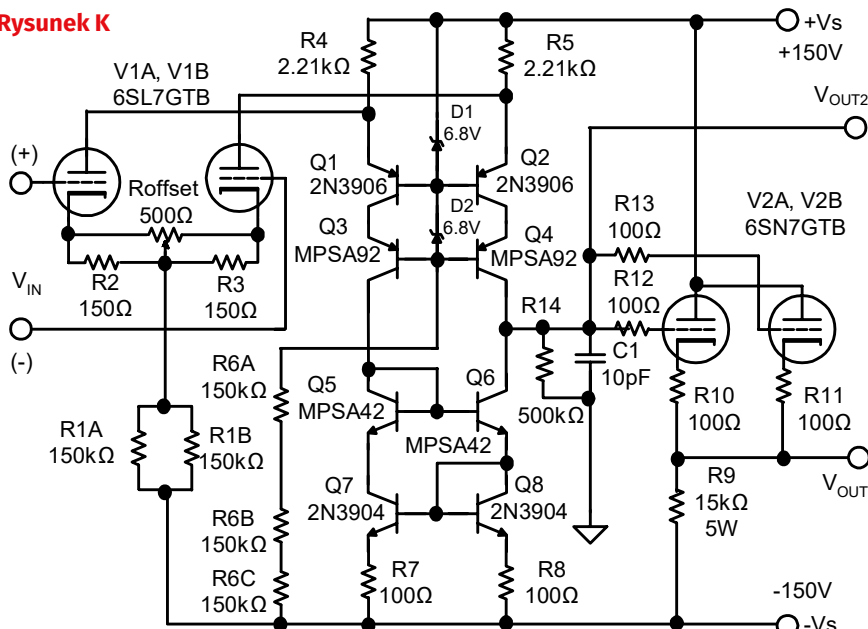 Rysunek K
R4
2.21kΩ
R5
2.21kΩ
+Vs
+150V
V1A, V1B
6SL7GTB
D1
6.8V
VOUT2
(+)
Roffset
500Ω
Q1
2N3906
Q2
2N3906
Q3
MPSA92
D2
6.8V
Q4
MPSA92
R13
100Ω
V2A, V2B
6SN7GTB
R12
100Ω
VIN
R2
150Ω
R3
150Ω
R14
500kΩ
C1
10pF
(-)
R6A
150kΩ
Q5
MPSA42
Q6
MPSA42
R10
100Ω
R11
100Ω
R1A
150kΩ
R1B
150kΩ
Q7
2N3904
Q8
2N3904
R9
15kΩ
5W
VOUT
R6B
150kΩ
R6C
150kΩ
R7
100Ω
R8
100Ω
-150V
-Vs